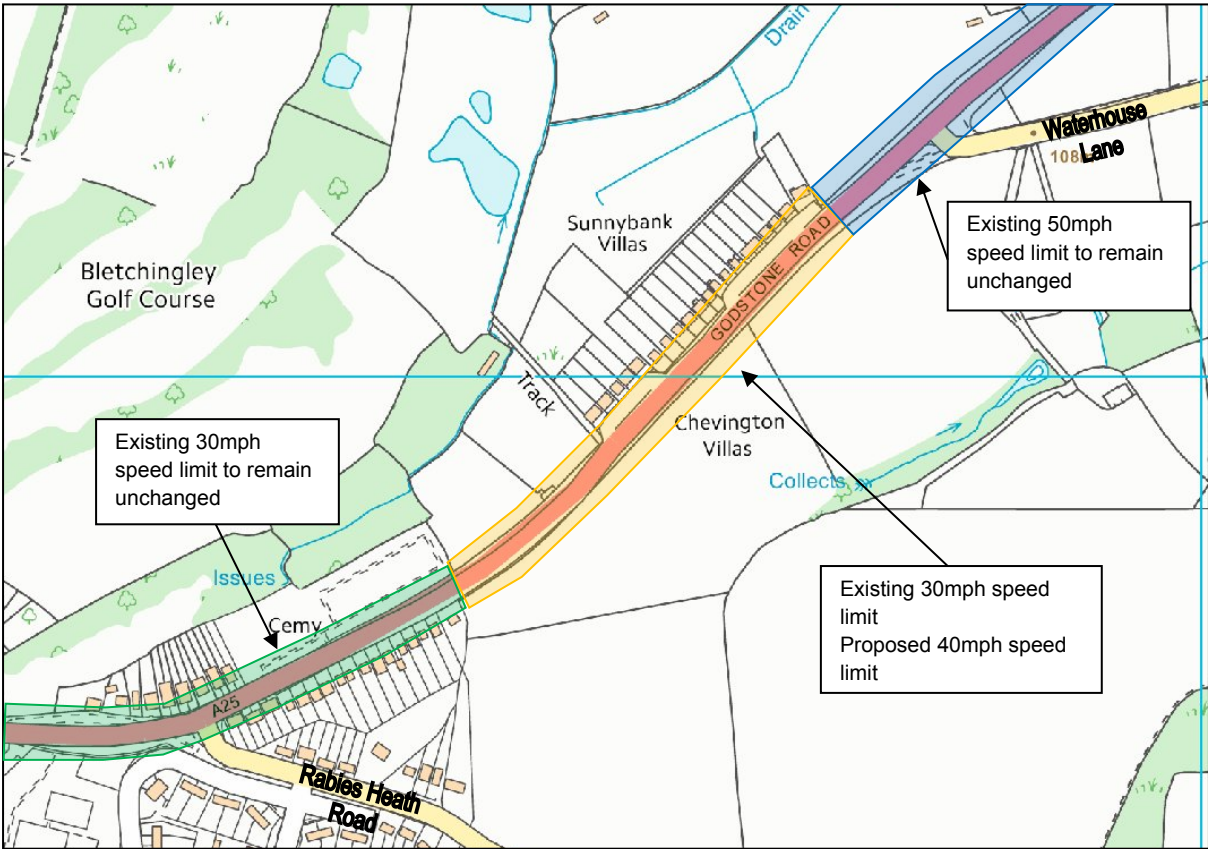 Drain
Waterhouse
Lane
108
Sunnybank
Villas
Existing 50mph
speed limit to remain
unchanged
Bletchingley
Golf Course
GODSTONE ROAD
Track
Chevington
Villas
Existing 30mph
speed limit to remain
unchanged
Collects
Issues
Existing 30mph speed
limit
Proposed 40mph speed
limit
Cemy
A25
Rabies Heath
Road